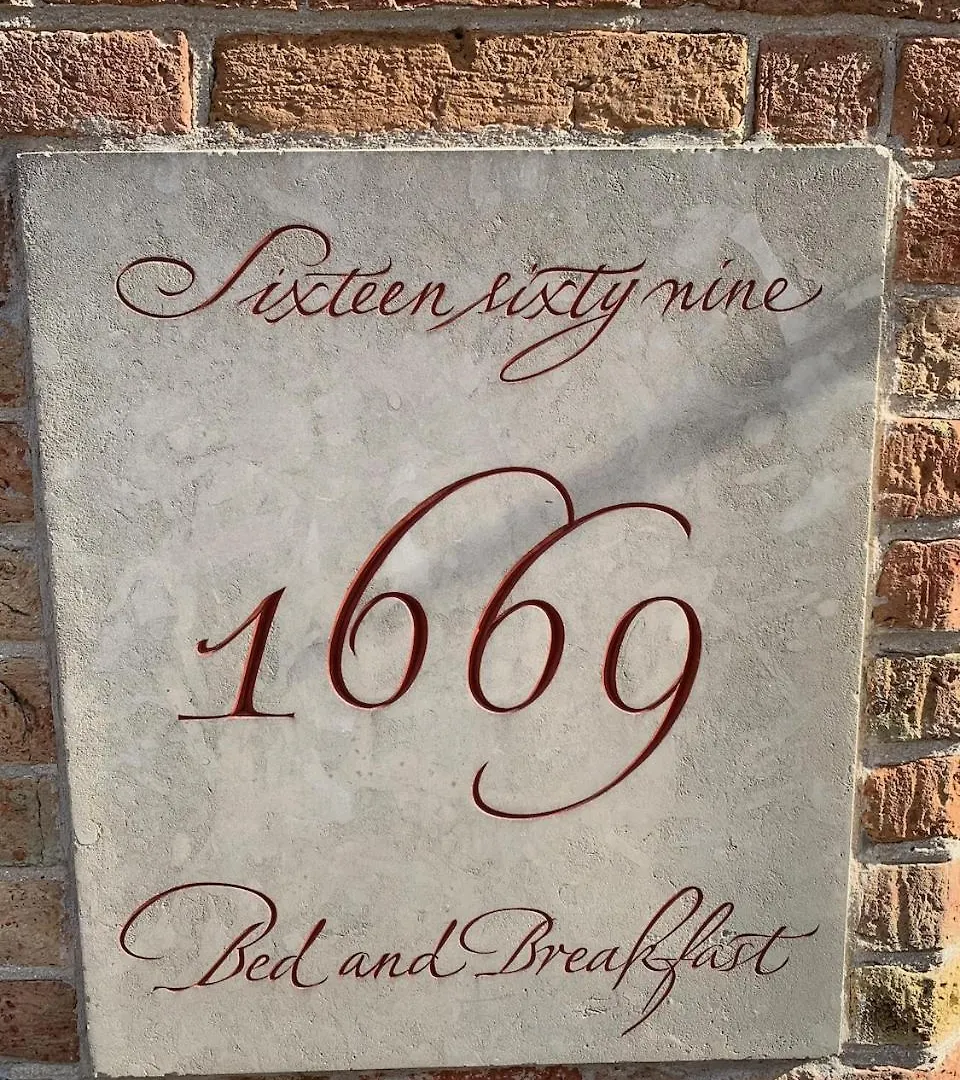 Sixteen sixty nine
1669
Bed and Breakfast